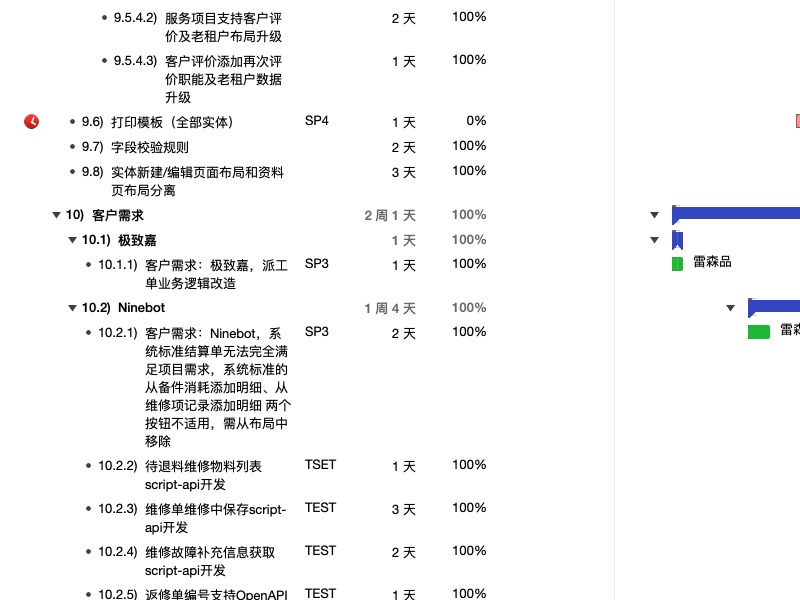 9.5.4.2) 服务项目支持客户评 2 天 100%
价及老租户布局升级
9.5.4.3) 客户评价添加再次评 1 天 100%
价职能及老租户数据
升级
9.6) 打印模板（全部实体） SP4 1 天 0%
9.7) 字段校验规则 2 天 100%
9.8) 实体新建/编辑页面布局和资料 3 天 100%
页布局分离
10) 客户需求 2 周 1 天 100%
10.1) 极致嘉 1 天 100%
10.1.1) 客户需求：极致嘉，派工 SP3 1 天 100% 雷森品
单业务逻辑改造
10.2) Ninebot 1 周 4 天 100%
10.2.1) 客户需求：Ninebot，系 SP3 2 天 100% 雷森
统标准结算单无法完全满
足项目需求，系统标准的
从备件消耗添加明细、从
维修项记录添加明细 两个
按钮不适用，需从布局中
移除
10.2.2) 待退料维修物料列表 TSET 1 天 100%
script-api开发
10.2.3) 维修单维修中保存script- TEST 3 天 100%
api开发
10.2.4) 维修故障补充信息获取 TEST 2 天 100%
script-api开发
10.2.5) 返修单编号支持OpenAPI TEST 1 天 100%